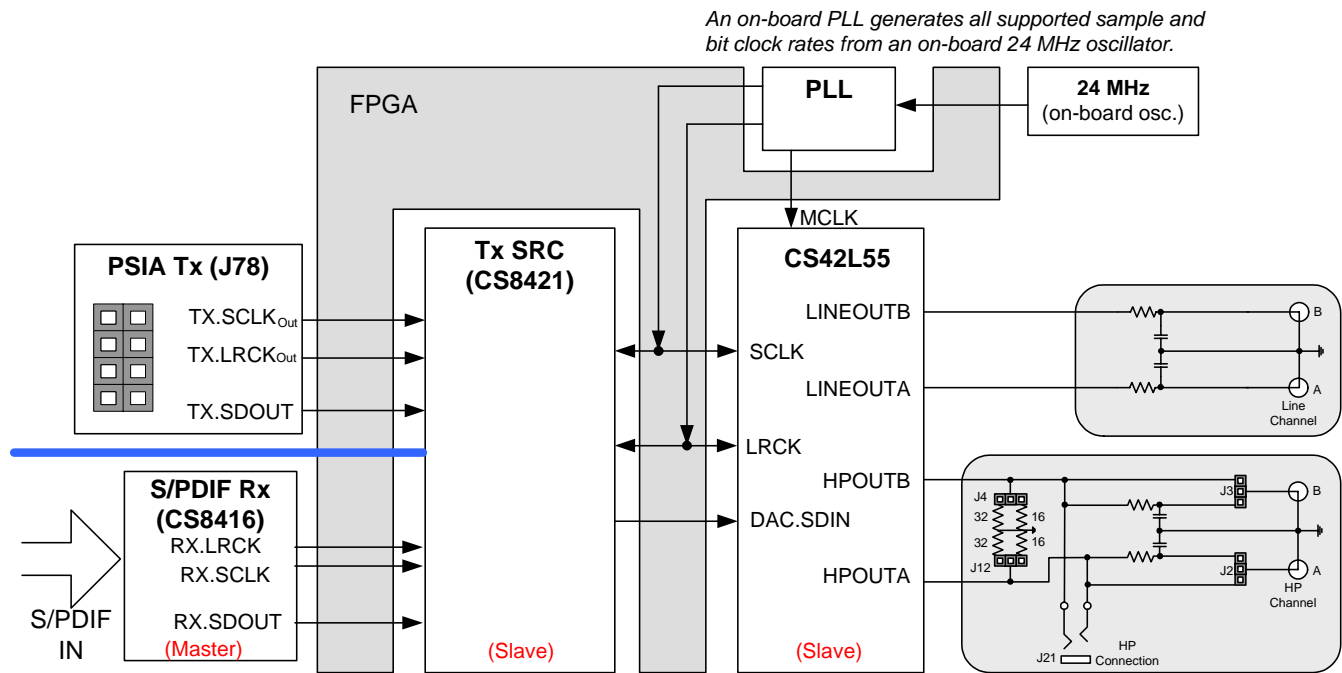 An on-board PLL generates all supported sample and
bit clock rates from an on-board 24 MHz oscillator.
FPGA
PLL
24 MHz
(on-board osc.)
MCLK
PSIA Tx (J78)
TX.SCLKOut
TX.LRCKOut
TX.SDOUT
Tx SRC
(CS8421)
CS42L55
LINEOUTB
SCLK
LINEOUTA
LRCK
HPOUTB
DAC.SDIN
HPOUTA
B
A
Line
Channel
S/PDIF Rx
(CS8416)
RX.LRCK
RX.SCLK
RX.SDOUT
(Master)
S/PDIF
IN
(Slave)
(Slave)
J4
32
16
32
16
J12
J3
B
J2
A
HP
Channel
J21
HP
Connection